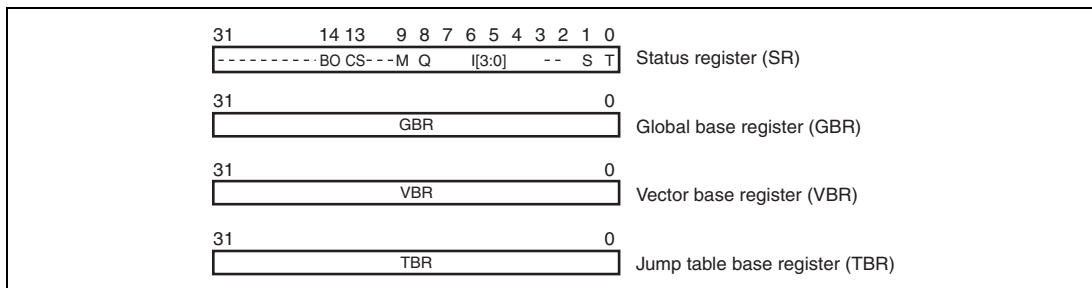 31 14 13 9 8 7 6 5 4 3 2 1 0
---------- BO CS---M Q I[3:0] -- S T Status register (SR)
31 0
GBR Global base register (GBR)
31 0
VBR Vector base register (VBR)
31 0
TBR Jump table base register (TBR)